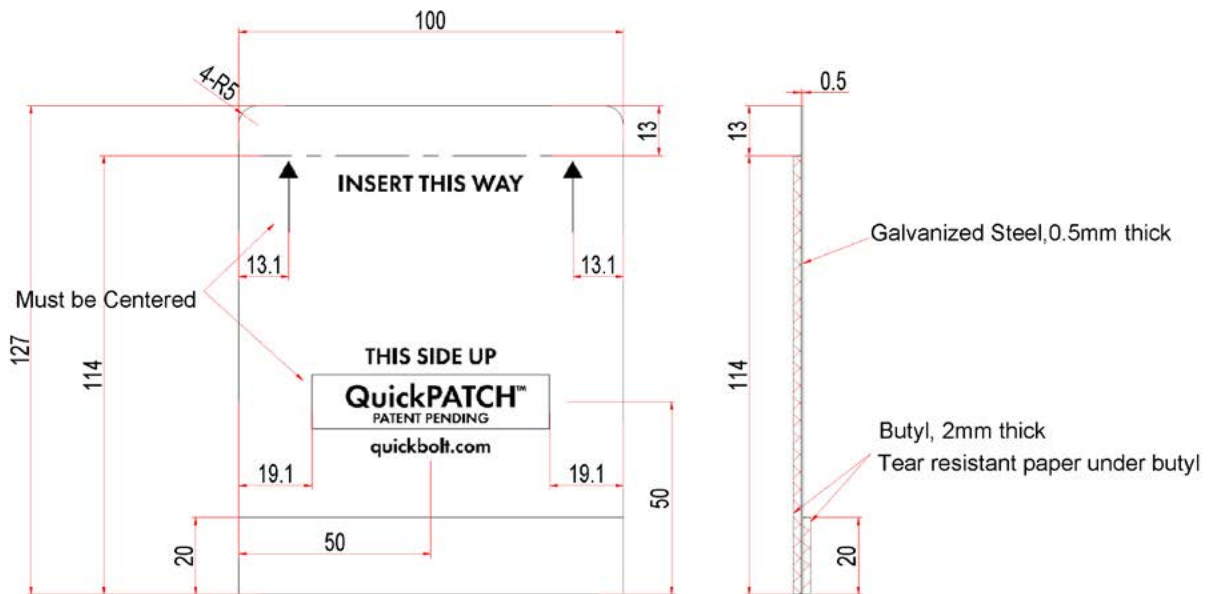 100
4-R5
0.5
13
13
INSERT THIS WAY
Galvanized Steel,0.5mm thick
13.1
13.1
Must be Centered
127
114
114
THIS SIDE UP
QuickPATCH™
PATENT PENDING
quickbolt.com
Butyl, 2mm thick
Tear resistant paper under butyl
19.1
19.1
50
50
20
20